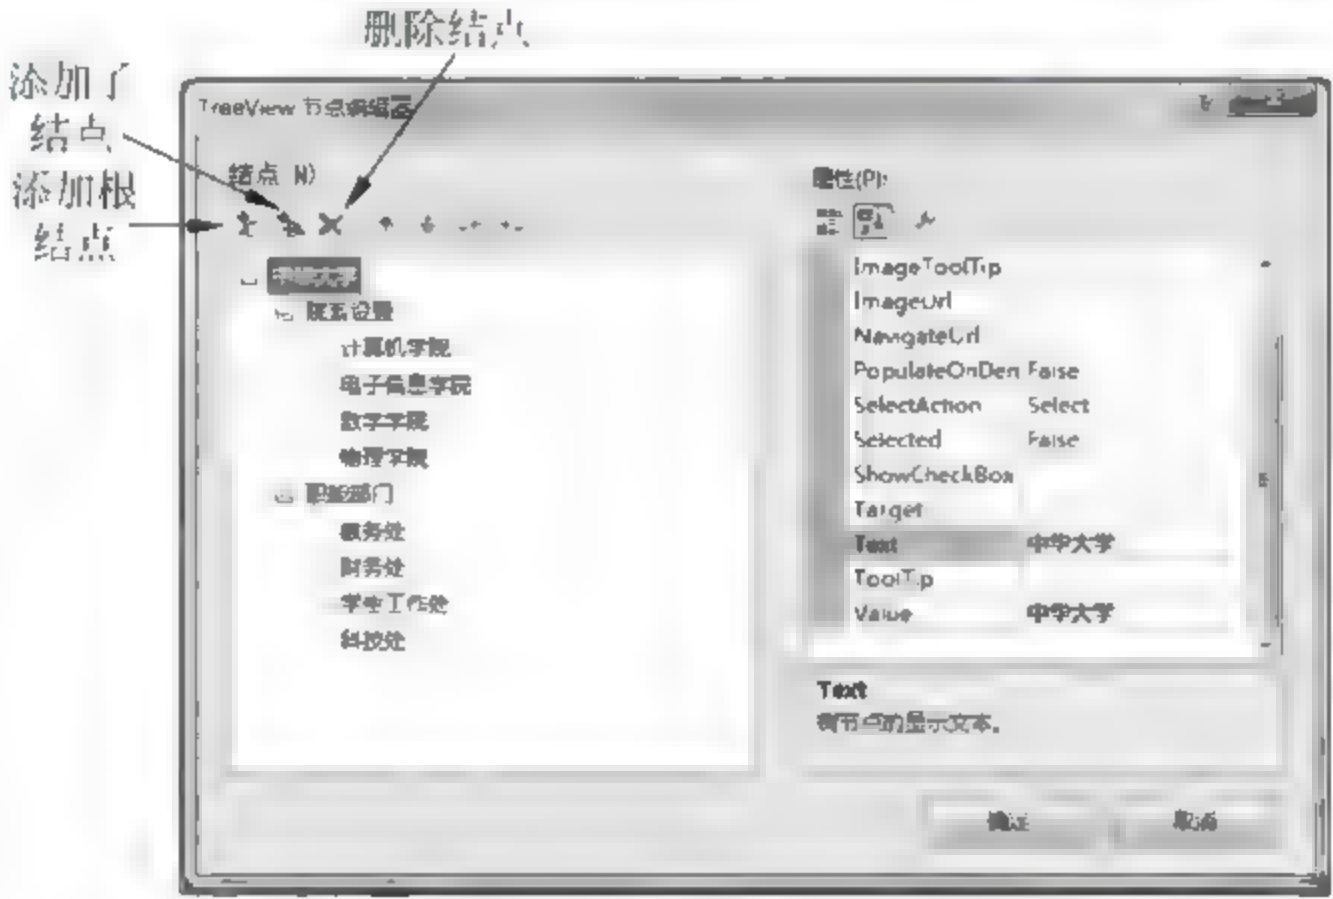 删除结点
添加子
结点
添加根
结点
TreeView 节点编辑器
结点(N)
计算机学院
电子信息学院
数学学院
物理学院
中华大学
院系设置
职能部门
教务处
财务处
学生工作处
科技处
属性(P):
ImageToolTip
ImageUrl
NavigateUrl
PopulateOnDen False
SelectAction Select
Selected False
ShowCheckBox
Target
Text 中华大学
ToolTip
Value 中华大学
Text
树节点的显示文本。
确定
取消